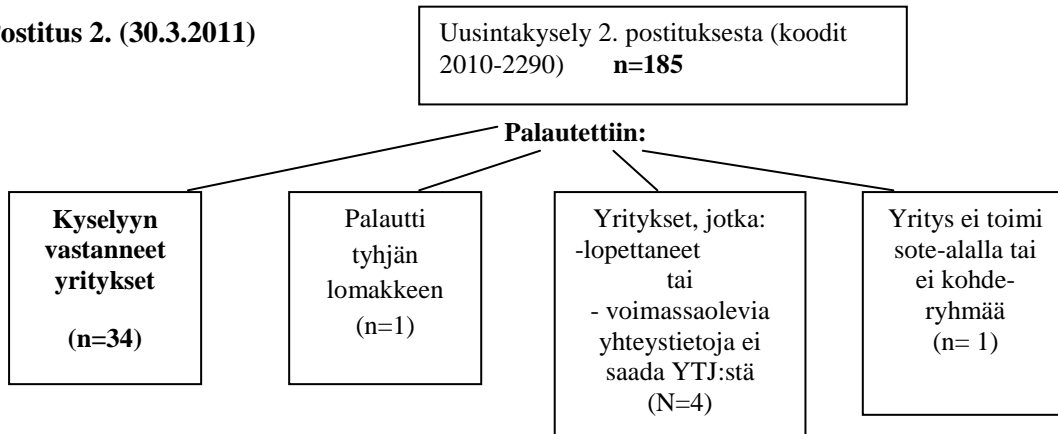 ostitus 2. (30.3.2011)
Uusintakysely 2. postituksesta (koodit
2010-2290) n=185
Palautettiin:
Kyselyyn
vastanneet
yritykset
(n=34)
Palautti
tyhjän
lomakkeen
(n=1)
Yritykset, jotka:
-lopettaneet
tai
- voimassaolevia
yhteystietoja ei
saada YTJ:stä
(N=4)
Yritys ei toimi
sote-alalla tai
ei kohde-
ryhmää
(n= 1)